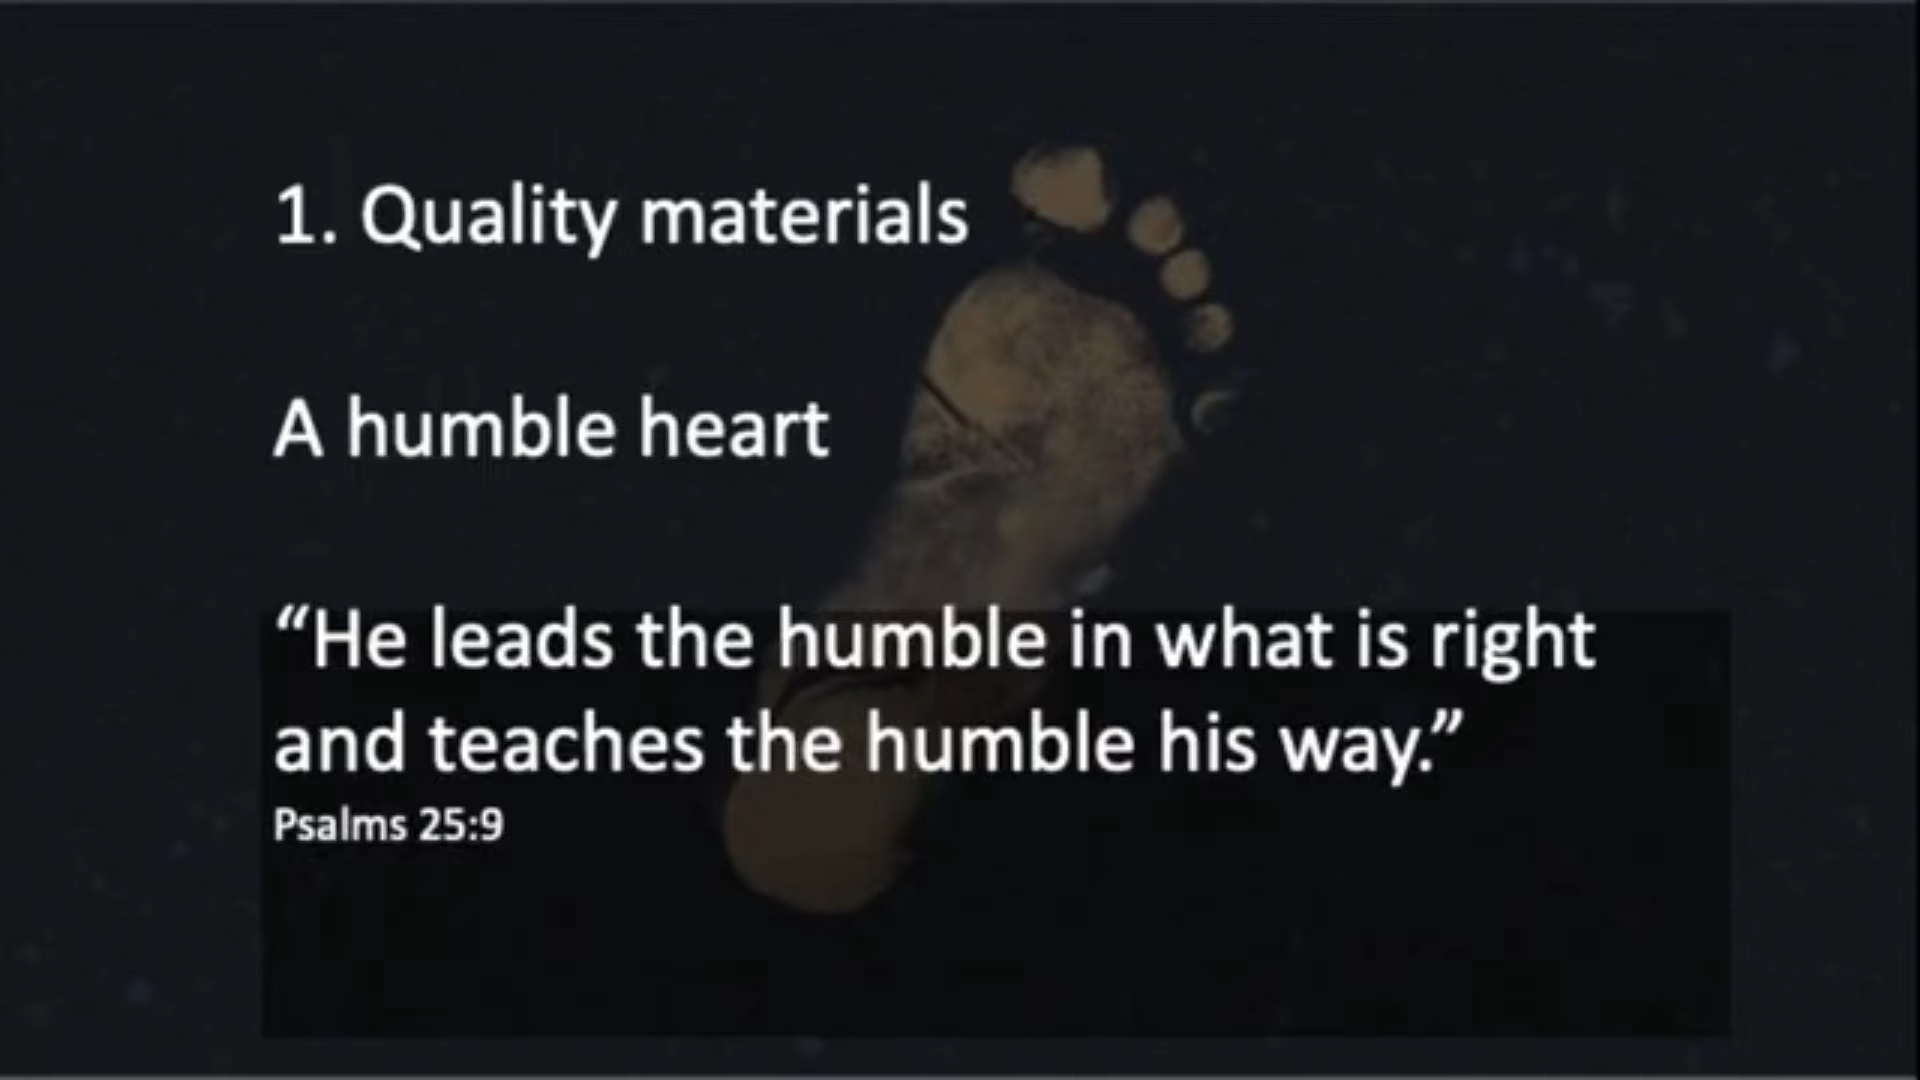 1. Quality materials
A humble heart
“He leads the humble in what is right
and teaches the humble his way.”
Psalms 25:9